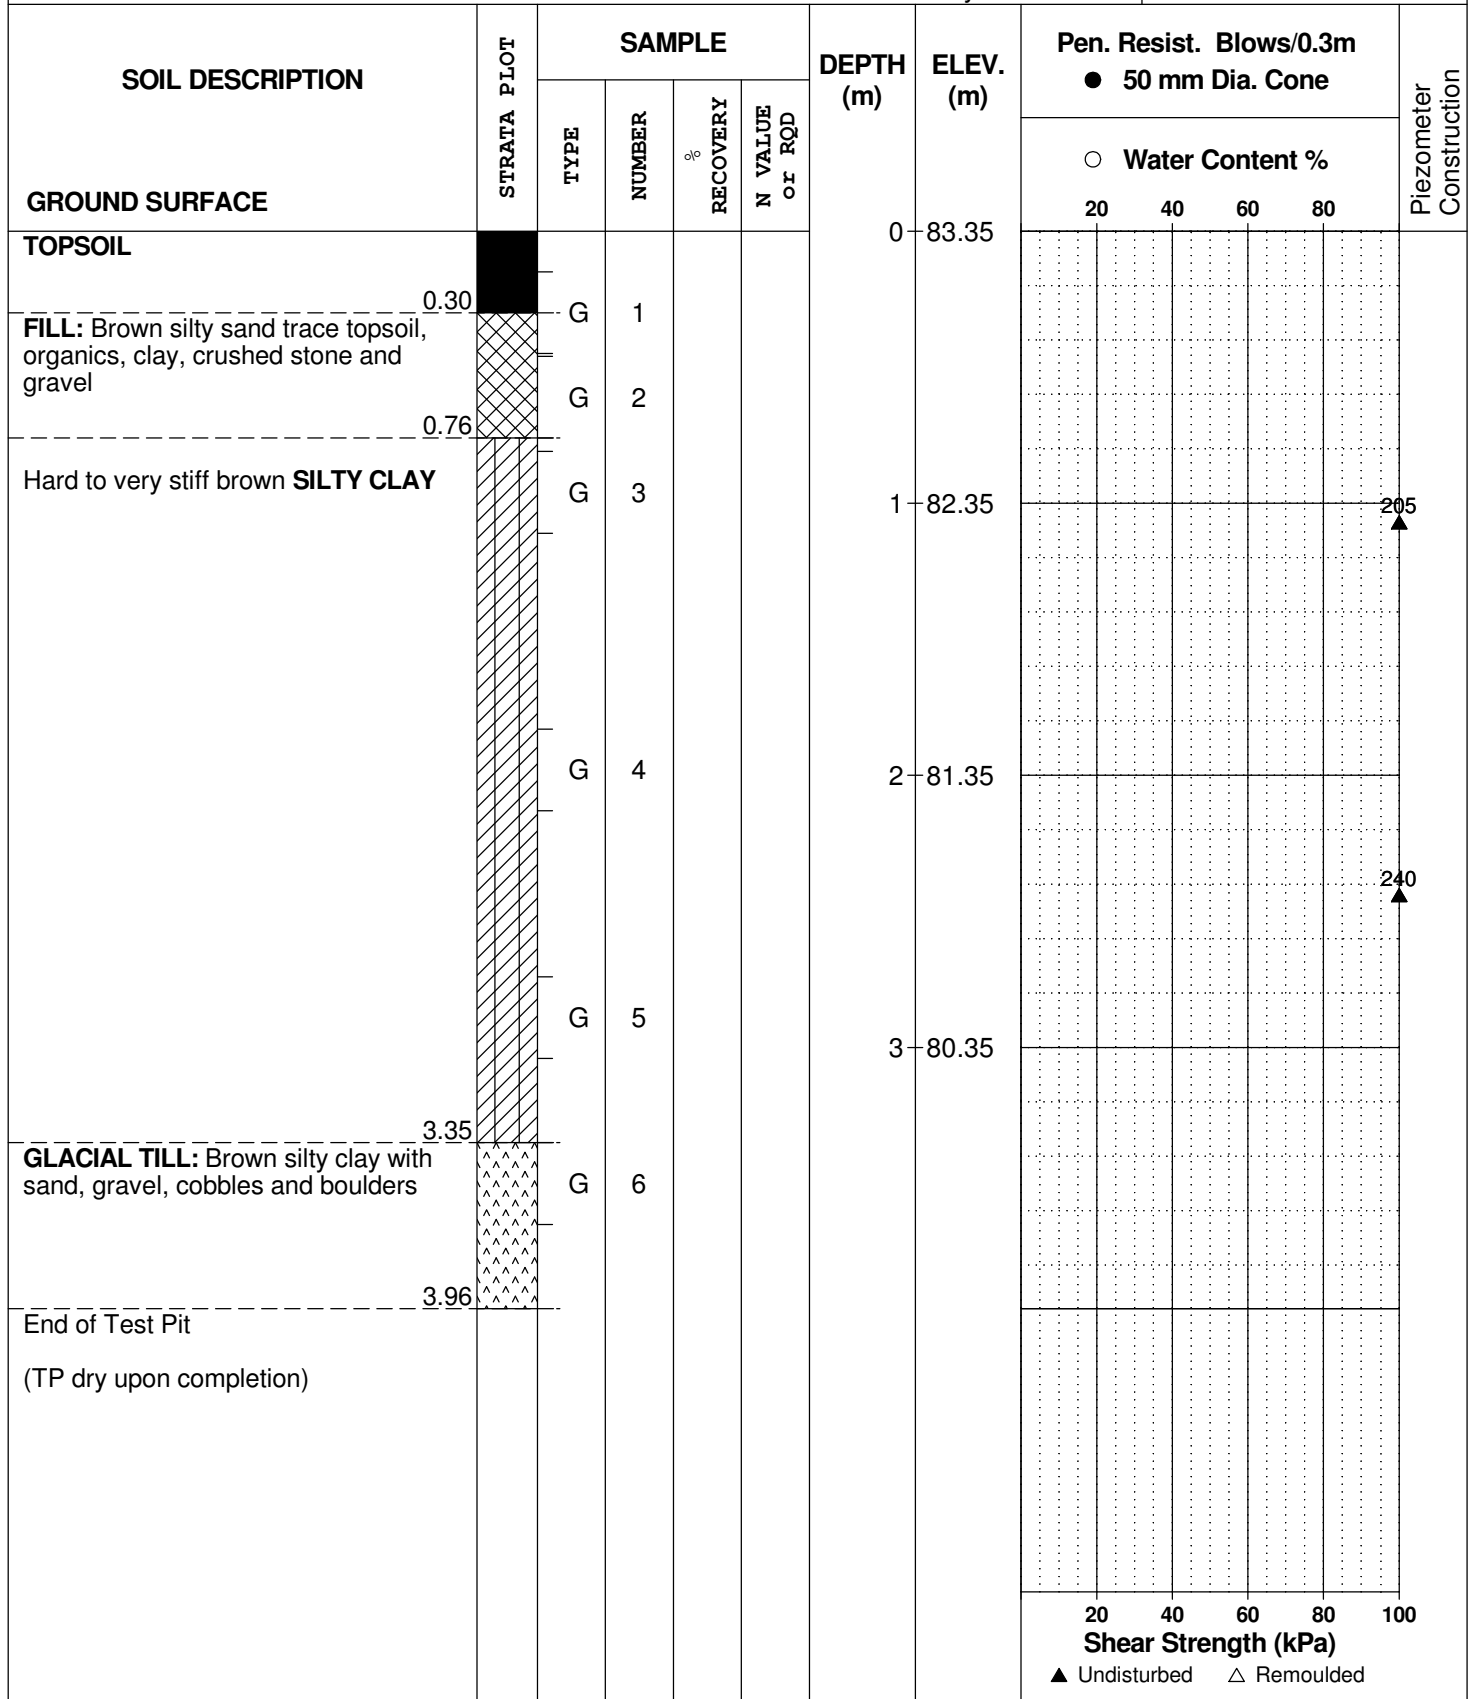 SOIL DESCRIPTION
GROUND SURFACE
STRATA PLOT
SAMPLE
TYPE
NUMBER
%
RECOVERY
N VALUE
or RQD
DEPTH
(m)
ELEV.
(m)
Pen. Resist. Blows/0.3m
● 50 mm Dia. Cone
○ Water Content %
20 40 60 80
Piezometer
Construction
0 83.35
TOPSOIL
0.30
G 1
FILL: Brown silty sand trace topsoil,
organics, clay, crushed stone and
gravel
G 2
0.76
Hard to very stiff brown SILTY CLAY
G 3
1 82.35
205
G 4
2 81.35
240
G 5
3 80.35
3.35
GLACIAL TILL: Brown silty clay with
sand, gravel, cobbles and boulders
G 6
3.96
End of Test Pit
(TP dry upon completion)
20 40 60 80 100
Shear Strength (kPa)
▲ Undisturbed △ Remoulded